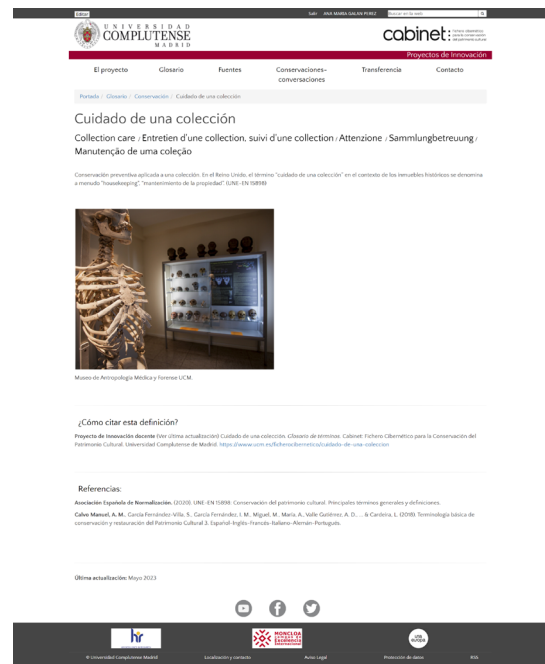 Editar
Salir ANA MARIA GALAN PEREZ Buscar en la web
UNIVERSIDAD
COMPLUTENSE
MADRID
cabinet:
Proyectos de Innovación
El proyecto Glosario Fuentes Conservaciones-conversaciones Transferencia Contacto
Portada / Glosario / Conservación / Cuidado de una colección
Cuidado de una colección
Collection care / Entretien d'une collection, suivi d'une collection / Attenzione / Sammlungbetreuung /
Manutenção de uma coleção
Conservación preventiva aplicada a una colección. En el Reino Unido, el término "cuidado de una colección" en el contexto de los inmuebles históricos se denomina
a menudo "housekeeping", "mantenimiento de la propiedad". (UNE-EN 15898)
Museo de Antropología Médica y Forense UCM.
¿Cómo citar esta definición?
Proyecto de Innovación docente (Ver última actualización) Cuidado de una colección. Glosario de términos. Cabinet: Fichero Cibernético para la Conservación del
Patrimonio Cultural. Universidad Complutense de Madrid. https://www.ucm.es/ficherocibernetico/cuidado-de-una-coleccion
Referencias:
Asociación Española de Normalización. (2020). UNE-EN 15898. Conservación del patrimonio cultural. Principales términos generales y definiciones.
Calvo Manuel, A. M., García Fernández-Villa, S., García Fernández, I. M., Miguel, M., María, A., Valle Gutiérrez, A. D., ... & Cardeira, L. (2018). Terminología básica de
conservación y restauración del Patrimonio Cultural 3. Español-Inglés-Francés-Italiano-Alemán-Portugués.
Última actualización: Mayo 2023
hr
MONCLOA
Campus de
Excelencia
Internacional
una
europa
© Universidad Complutense Madrid Localización y contacto Aviso Legal Protección de datos RSS